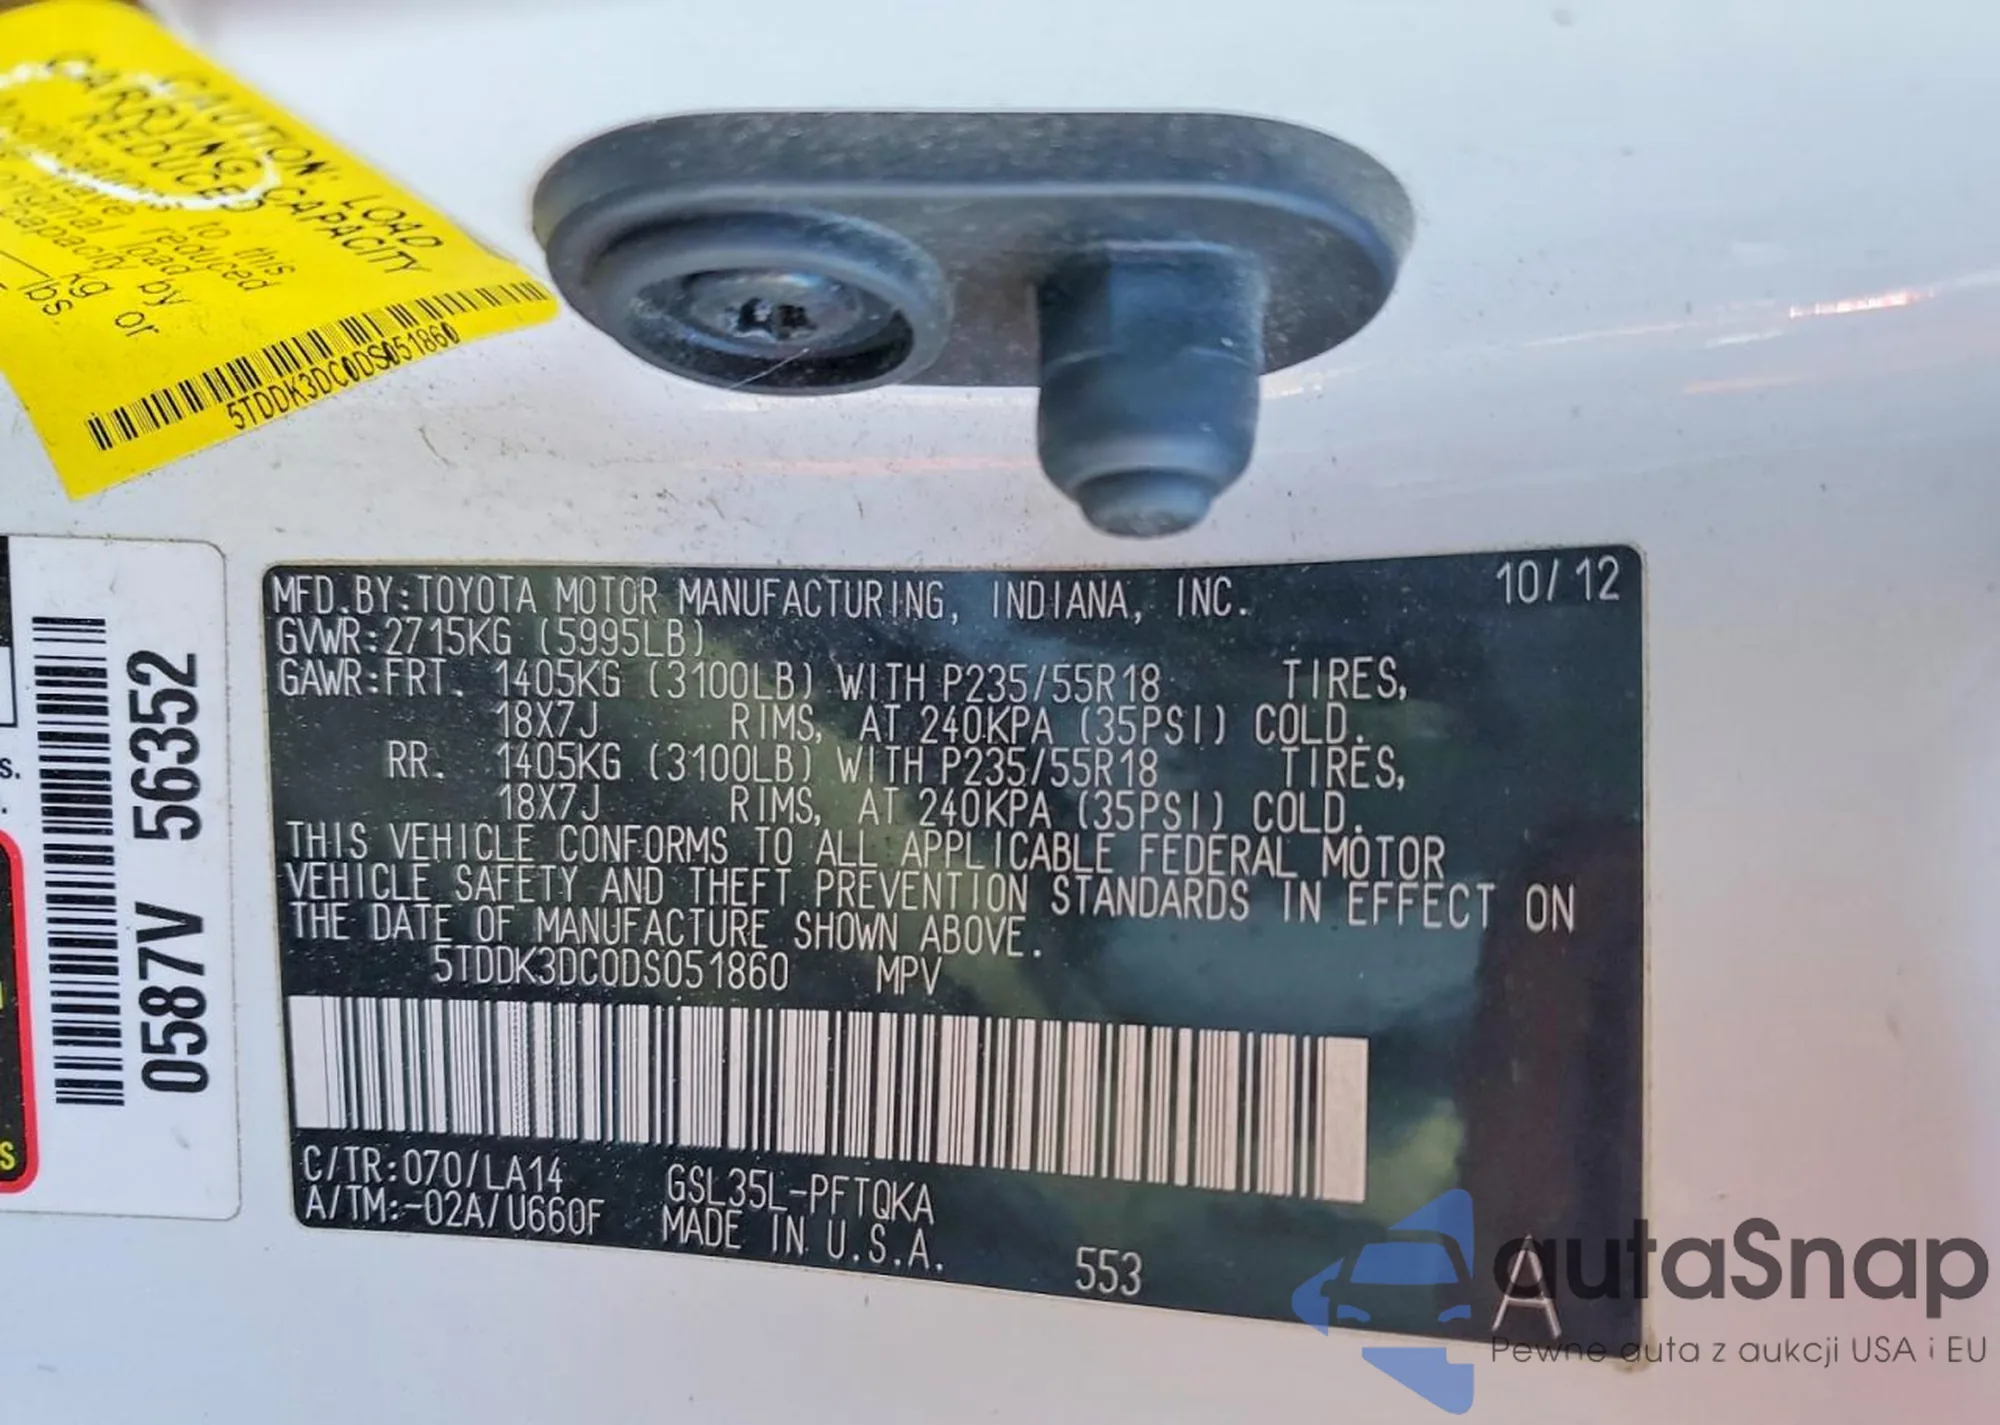 CAUTION: LOAD
CARRYING CAPACITY
REDUCED
Modifications to this
have reduced
original load by
capacity kg or
lbs.
5TDDK3DC0DS051860
s.
S
0587V 56352
MFD.BY:TOYOTA MOTOR MANUFACTURING, INDIANA, INC. 10/12
GVWR:2715KG (5995LB)
GAWR:FRT. 1405KG (3100LB) WITH P235/55R18 TIRES,
18X7J RIMS, AT 240KPA (35PSI) COLD.
RR. 1405KG (3100LB) WITH P235/55R18 TIRES,
18X7J RIMS, AT 240KPA (35PSI) COLD.
THIS VEHICLE CONFORMS TO ALL APPLICABLE FEDERAL MOTOR
VEHICLE SAFETY AND THEFT PREVENTION STANDARDS IN EFFECT ON
THE DATE OF MANUFACTURE SHOWN ABOVE.
5TDDK3DC0DS051860 MPV
C/TR:070/LA14 GSL35L-PFTQKA
A/TM:-02A/U660F MADE IN U.S.A.
553 A
autaSnap
Pewne auta z aukcji USA i EU